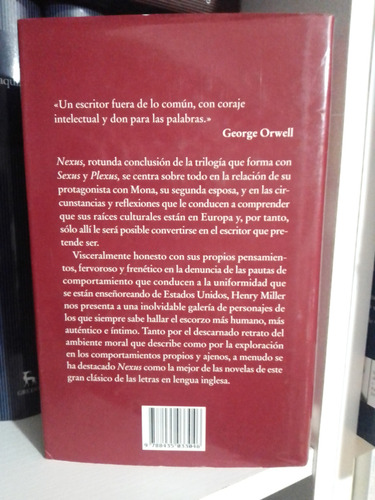 «Un escritor fuera de lo común, con coraje
intelectual y don para las palabras.»
George Orwell
Nexus, rotunda conclusión de la trilogía que forma con
Sexus y Plexus, se centra sobre todo en la relación de su
protagonista con Mona, su segunda esposa, y en las cir-
cunstancias y reflexiones que le conducen a comprender
que sus raíces culturales están en Europa y, por tanto,
sólo allí le será posible convertirse en el escritor que pre-
tende ser.
Visceralmente honesto con sus propios pensamien-
tos, fervoroso y frenético en la denuncia de las pautas de
comportamiento que conducen a la uniformidad que
se están enseñoreando de Estados Unidos, Henry Miller
nos presenta a una inolvidable galería de personajes de
los que siempre sabe hallar el escorzo más humano, más
auténtico e íntimo. Tanto por el descarnado retrato del
ambiente moral que describe como por la exploración
en los comportamientos propios y ajenos, a menudo se
ha destacado Nexus como la mejor de las novelas de este
gran clásico de las letras en lengua inglesa.